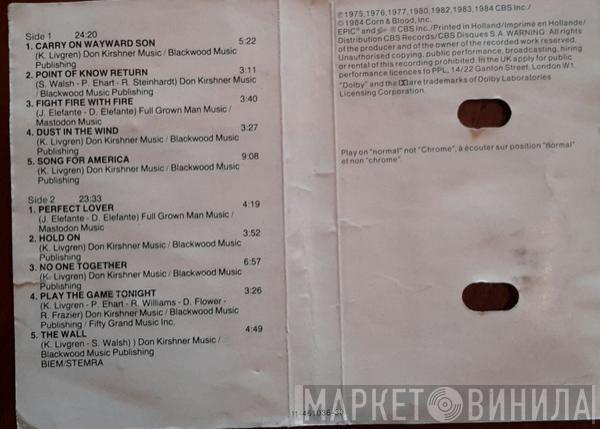 Side 1 24:20
1. CARRY ON WAYWARD SON 5:22
(K. Livgren) Don Kirshner Music / Blackwood Music
Publishing
2. POINT OF KNOW RETURN 3:11
(S. Walsh - P. Ehart - R. Steinhardt) Don Kirshner Music
/ Blackwood Music Publishing
3. FIGHT FIRE WITH FIRE 3:40
(J. Elefante - D. Elefante) Full Grown Man Music /
Mastodon Music
4. DUST IN THE WIND 3:27
(K. Livgren) Don Kirshner Music / Blackwood Music
Publishing
5. SONG FOR AMERICA 9:08
(K. Livgren) Don Kirshner Music / Blackwood Music
Publishing
Side 2 23:33
1. PERFECT LOVER 4:19
(J. Elefante - D. Elefante) Full Grown Man Music /
Mastodon Music
2. HOLD ON 3:52
(K. Livgren) Don Kirshner Music / Blackwood Music
Publishing
3. NO ONE TOGETHER 6:57
(K. Livgren) Don Kirshner Music / Blackwood Music
Publishing
4. PLAY THE GAME TONIGHT 3:26
(K. Livgren - P. Ehart - R. Williams - D. Flower -
R. Frazier) Don Kirshner Music / Blackwood Music
Publishing / Fifty Grand Music Inc.
5. THE WALL 4:49
(K. Livgren - S. Walsh) ) Don Kirshner Music /
Blackwood Music Publishing
BIEM/STEMRA
℗ 1975, 1976, 1977, 1980, 1982, 1983, 1984 CBS Inc./
© 1984 Corn & Blood, Inc.
EPIC® and CBS Inc./Printed in Holland/Imprimé en Hollande/
Distribution CBS Records/CBS Disques S.A. WARNING: All rights
of the producer and of the owner of the recorded work reserved.
Unauthorised copying, public performance, broadcasting, hiring
or rental of this recording prohibited. In the UK apply for public
performance licences to PPL, 14/22 Ganton Street, London W1.
"Dolby" and the are trademarks of Dolby Laboratories
Licensing Corporation.
Play on "normal" not "Chrome", à écouter sur position "normal"
et non "chrome".
МАРКЕТ ВИНИЛА